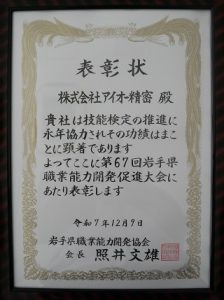 表彰状
株式会社アイオー精密 殿
貴社は技能検定の推進に
永年協力されその功績はまこ
とに顕著であります
よってここに第67回岩手県
職業能力開発促進大会に
あたり表彰します
令和7年12月9日
岩手県職業能力開発協会
会長 照井文雄